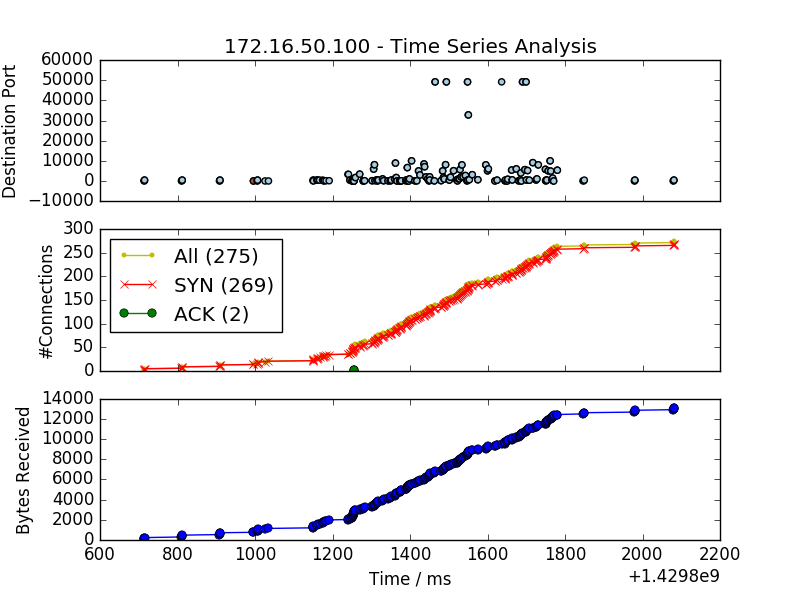 172.16.50.100 - Time Series Analysis
Destination Port
60000
50000
40000
30000
20000
10000
0
−10000
#Connections
300
250
200
150
100
50
0
All (275)
SYN (269)
ACK (2)
Bytes Received
14000
12000
10000
8000
6000
4000
2000
0
600 800 1000 1200 1400 1600 1800 2000 2200
Time / ms
+1.4298e9